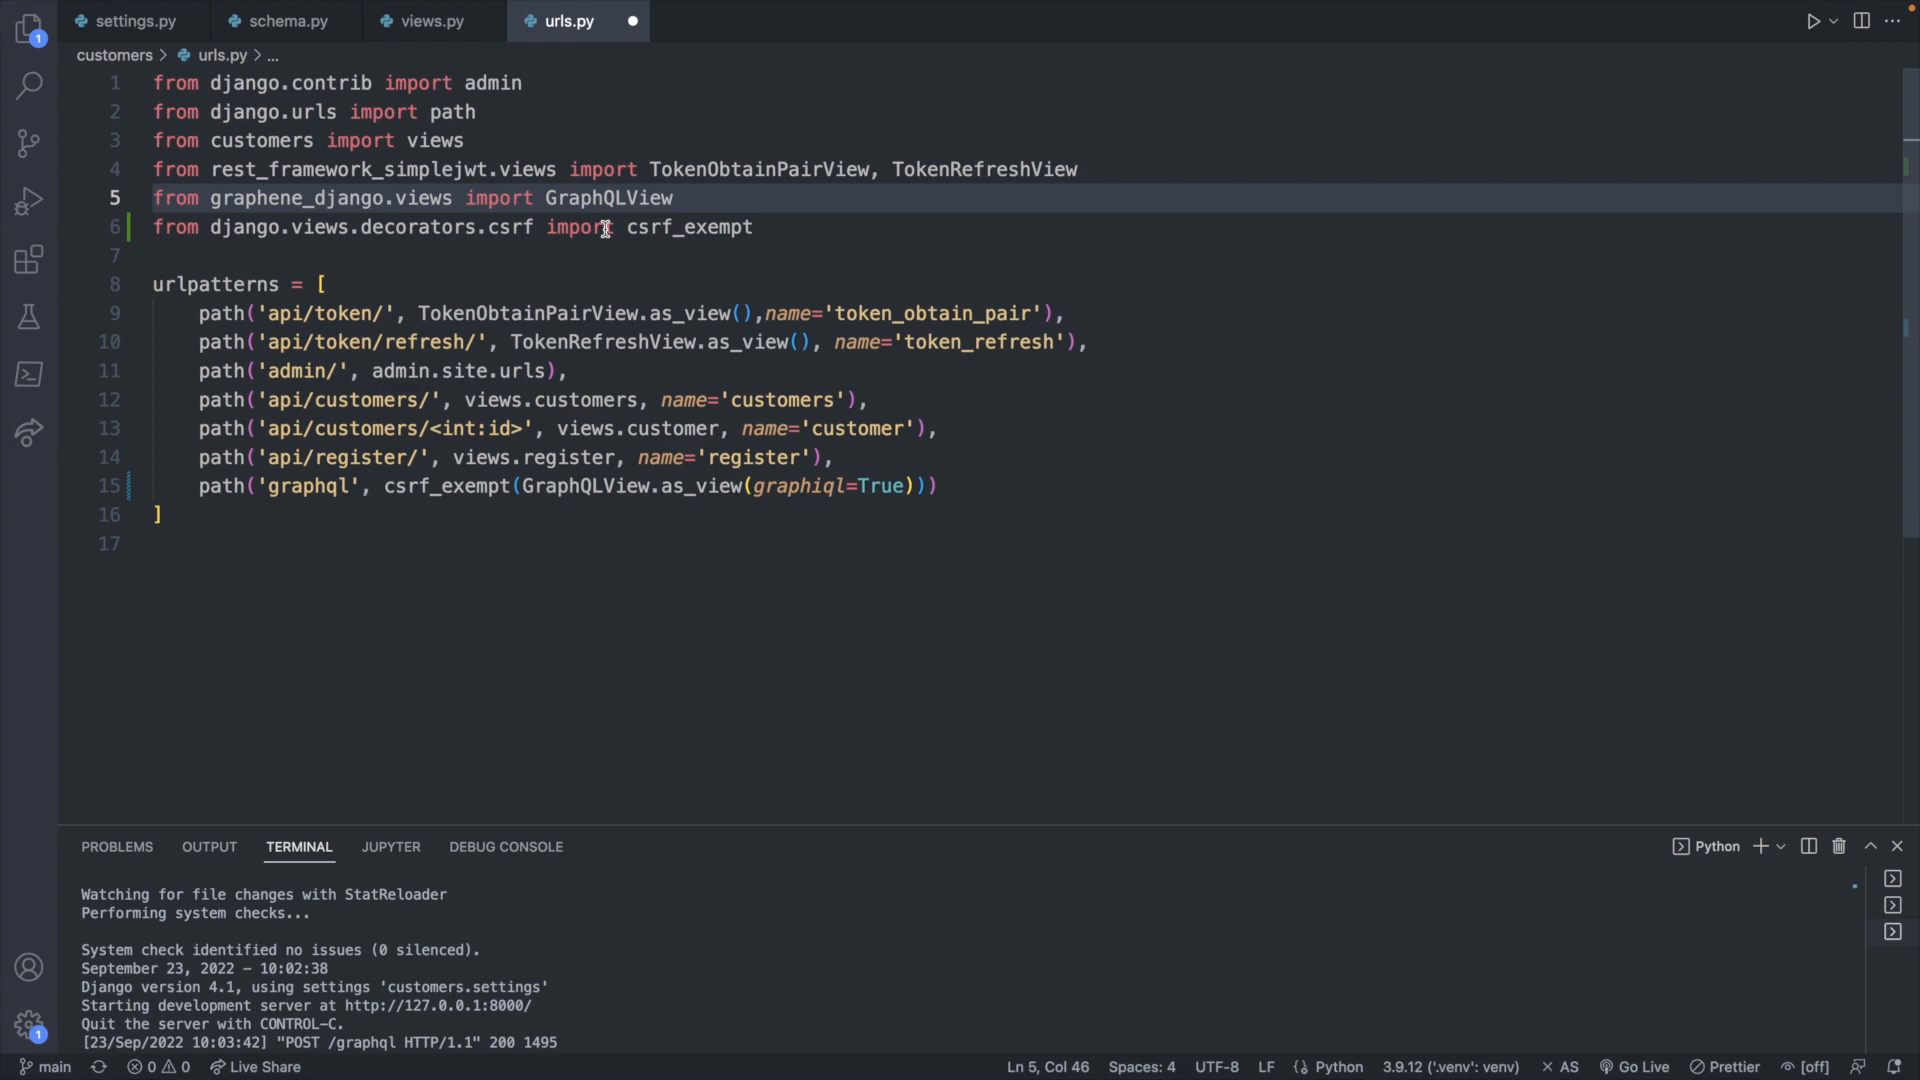 settings.py schema.py views.py urls.py
customers > urls.py > ...
1 from django.contrib import admin
2 from django.urls import path
3 from customers import views
4 from rest_framework_simplejwt.views import TokenObtainPairView, TokenRefreshView
5 from graphene_django.views import GraphQLView
6 from django.views.decorators.csrf import csrf_exempt
7
8 urlpatterns = [
9 path('api/token/', TokenObtainPairView.as_view(),name='token_obtain_pair'),
10 path('api/token/refresh/', TokenRefreshView.as_view(), name='token_refresh'),
11 path('admin/', admin.site.urls),
12 path('api/customers/', views.customers, name='customers'),
13 path('api/customers/<int:id>', views.customer, name='customer'),
14 path('api/register/', views.register, name='register'),
15 path('graphql', csrf_exempt(GraphQLView.as_view(graphiql=True)))
16 ]
17
PROBLEMS OUTPUT TERMINAL JUPYTER DEBUG CONSOLE Python
Watching for file changes with StatReloader
Performing system checks...
System check identified no issues (0 silenced).
September 23, 2022 - 10:02:38
Django version 4.1, using settings 'customers.settings'
Starting development server at http://127.0.0.1:8000/
Quit the server with CONTROL-C.
[23/Sep/2022 10:03:42] "POST /graphql HTTP/1.1" 200 1495
1
1
main 0 0 Live Share Ln 5, Col 46 Spaces: 4 UTF-8 LF Python 3.9.12 ('.venv': venv) AS Go Live Prettier [off]